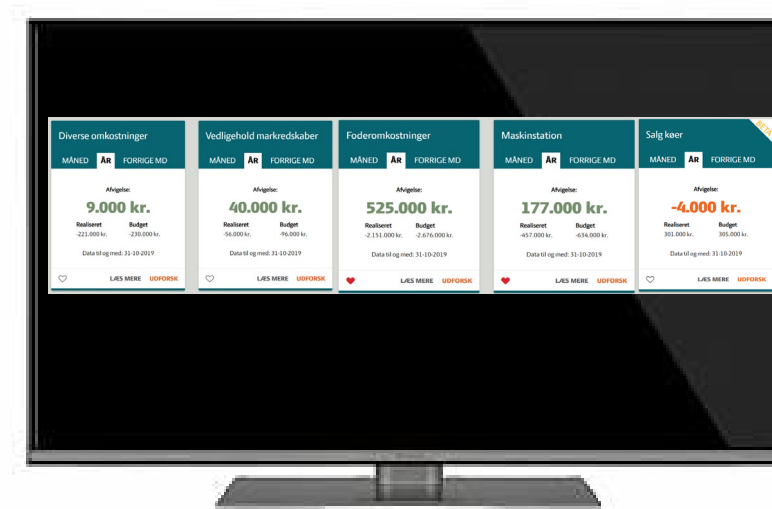 Diverse omkostninger
MÅNED ÅR FORRIGE MD
Afvigelse:
9.000 kr.
Realiseret Budget
-221.000 kr. -230.000 kr.
Data til og med: 31-10-2019
LÆS MERE UDFORSK
Vedligehold markredskaber
MÅNED ÅR FORRIGE MD
Afvigelse:
40.000 kr.
Realiseret Budget
-56.000 kr. -96.000 kr.
Data til og med: 31-10-2019
LÆS MERE UDFORSK
Foderomkostninger
MÅNED ÅR FORRIGE MD
Afvigelse:
525.000 kr.
Realiseret Budget
-2.151.000 kr. -2.676.000 kr.
Data til og med: 31-10-2019
LÆS MERE UDFORSK
Maskinstation
MÅNED ÅR FORRIGE MD
Afvigelse:
177.000 kr.
Realiseret Budget
-457.000 kr. -634.000 kr.
Data til og med: 31-10-2019
LÆS MERE UDFORSK
Salg køer
BETA
MÅNED ÅR FORRIGE MD
Afvigelse:
-4.000 kr.
Realiseret Budget
301.000 kr. 305.000 kr.
Data til og med: 31-10-2019
LÆS MERE UDFORSK